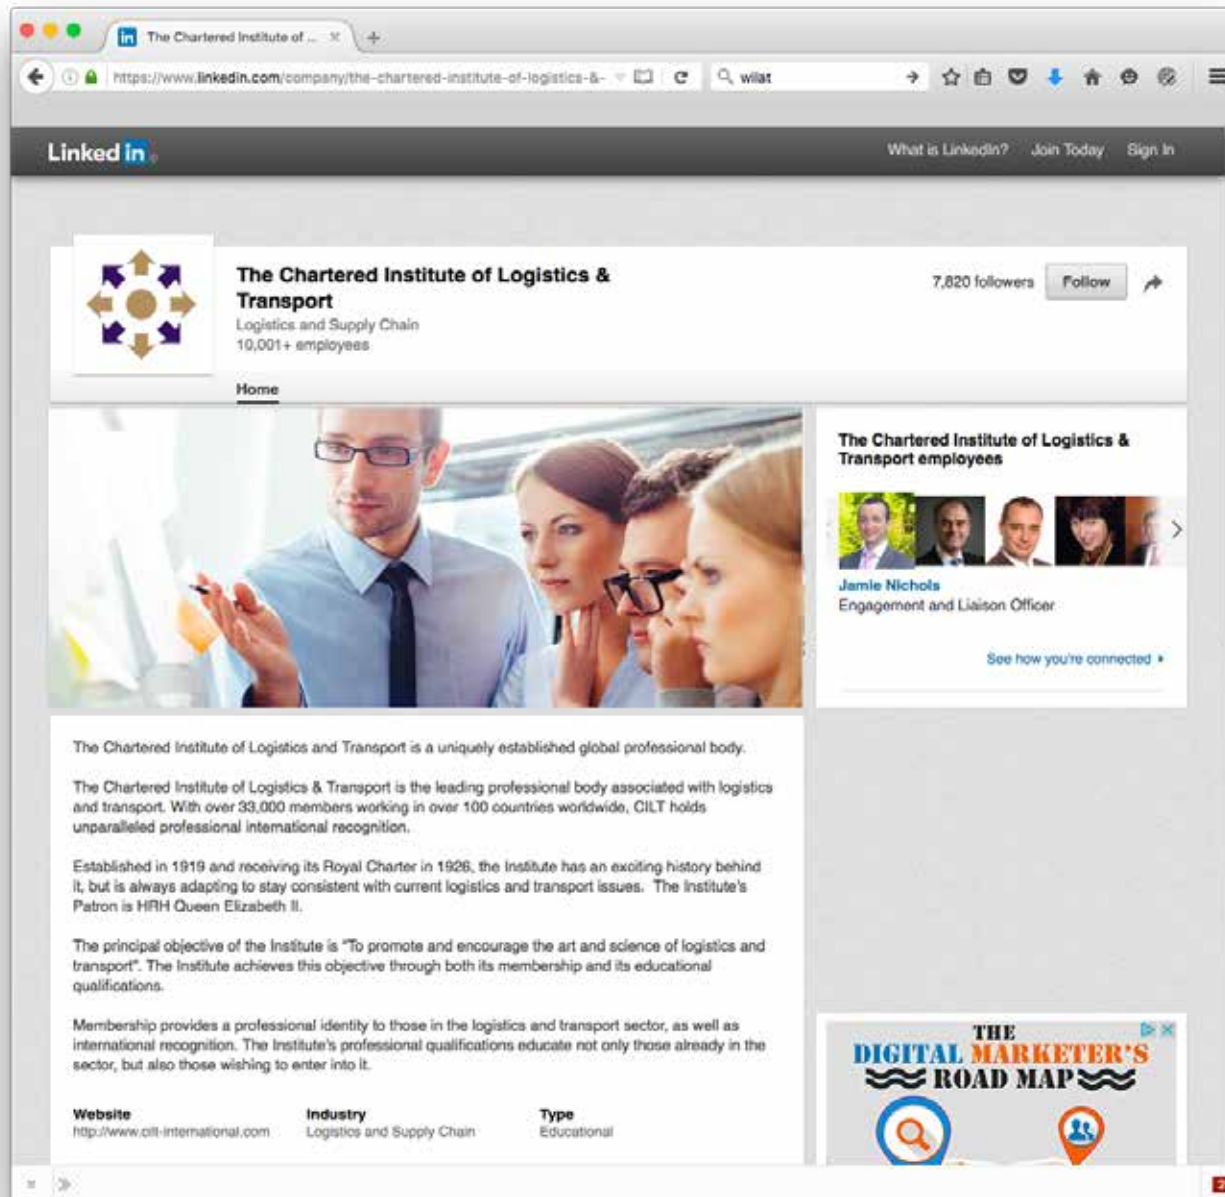 The Chartered Institute of ...
https://www.linkedin.com/company/the-chartered-institute-of-logistics-&-
wilat
Linked in
What is LinkedIn? Join Today Sign In
The Chartered Institute of Logistics &
Transport
Logistics and Supply Chain
10,001+ employees
7,820 followers
Follow
Home
The Chartered Institute of Logistics &
Transport employees
Jamie Nichols
Engagement and Liaison Officer
See how you're connected
The Chartered Institute of Logistics and Transport is a uniquely established global professional body.
The Chartered Institute of Logistics & Transport is the leading professional body associated with logistics
and transport. With over 33,000 members working in over 100 countries worldwide, CILT holds
unparalleled professional international recognition.
Established in 1919 and receiving its Royal Charter in 1926, the Institute has an exciting history behind
it, but is always adapting to stay consistent with current logistics and transport issues. The Institute's
Patron is HRH Queen Elizabeth II.
The principal objective of the Institute is "To promote and encourage the art and science of logistics and
transport". The Institute achieves this objective through both its membership and its educational
qualifications.
Membership provides a professional identity to those in the logistics and transport sector, as well as
international recognition. The Institute's professional qualifications educate not only those already in the
sector, but also those wishing to enter into it.
Website Industry Type
http://www.cilt-international.com Logistics and Supply Chain Educational
THE
DIGITAL MARKETER'S
ROAD MAP